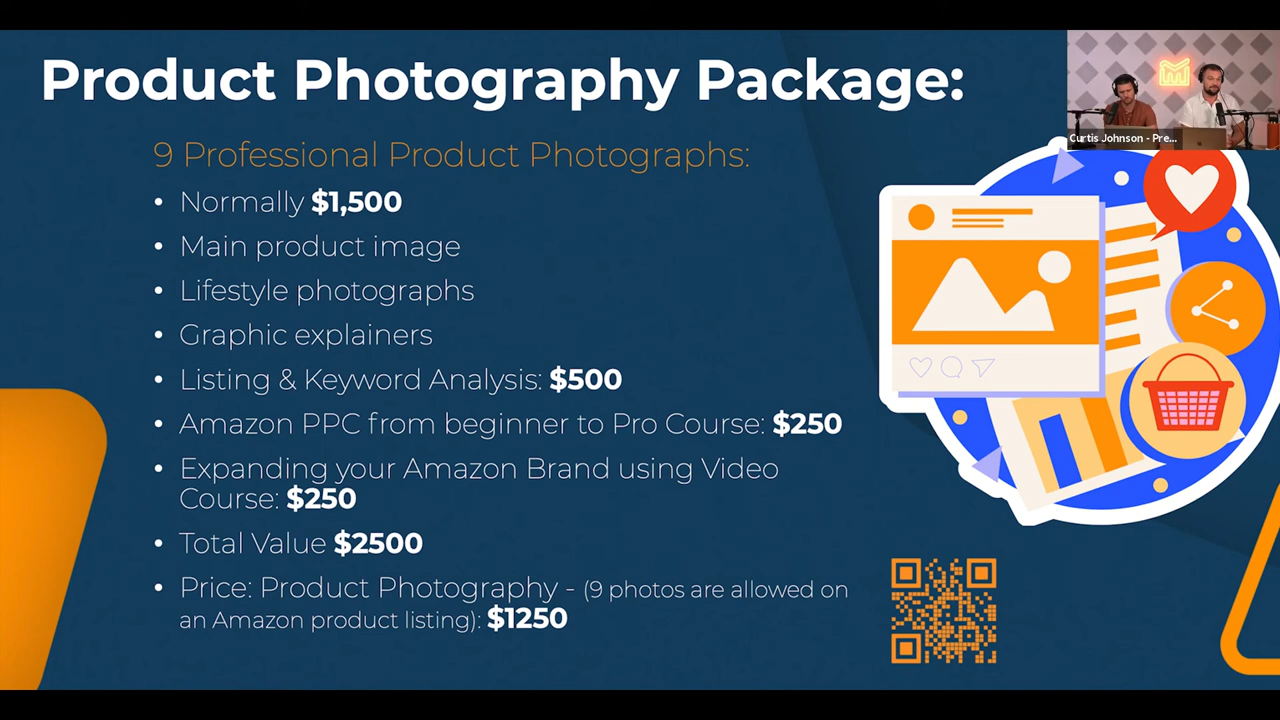 Product Photography Package:
Curtis Johnson - Pre...
9 Professional Product Photographs:
• Normally $1,500
• Main product image
• Lifestyle photographs
• Graphic explainers
• Listing & Keyword Analysis: $500
• Amazon PPC from beginner to Pro Course: $250
• Expanding your Amazon Brand using Video
Course: $250
• Total Value $2500
• Price: Product Photography - (9 photos are allowed on
an Amazon product listing): $1250